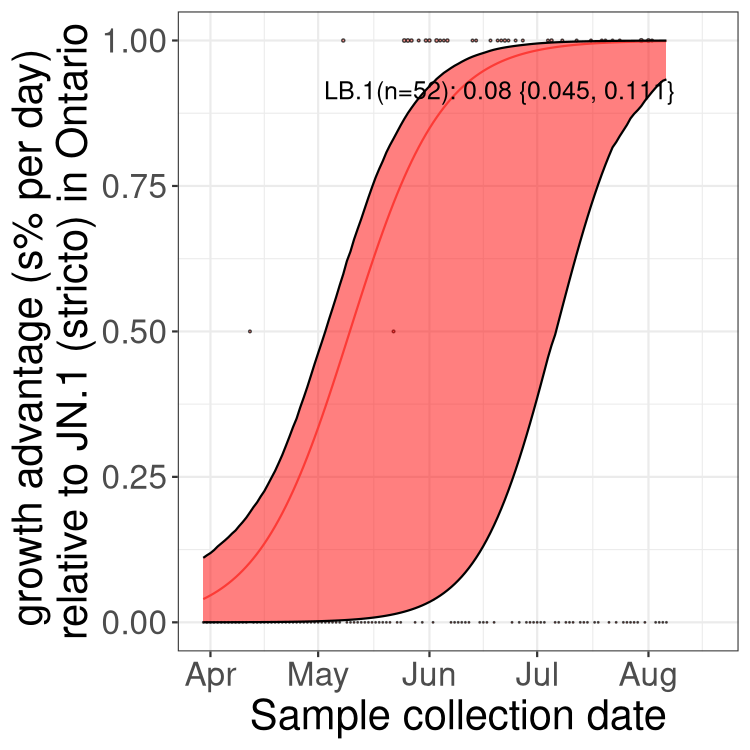 growth advantage (s% per day)
relative to JN.1 (stricto) in Ontario
1.00
0.75
0.50
0.25
0.00
LB.1(n=52): 0.08 {0.045, 0.111}
Apr May Jun Jul Aug
Sample collection date